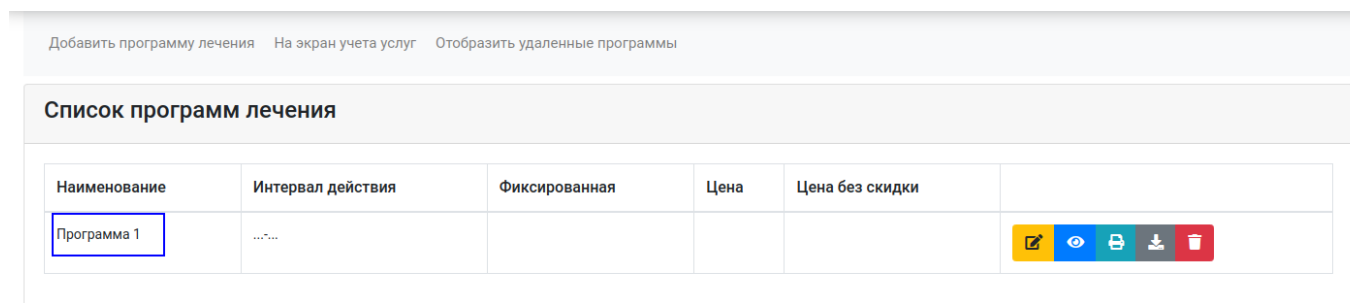 Добавить программу лечения На экран учета услуг Отобразить удаленные программы
Список программ лечения
Наименование Интервал действия Фиксированная Цена Цена без скидки
Программа 1 ...-...